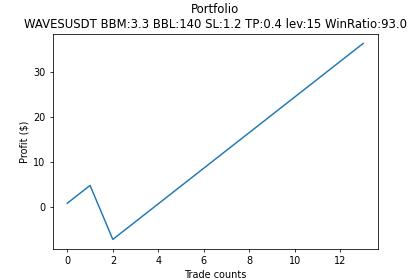 Portfolio
WAVESUSDT BBM:3.3 BBL:140 SL:1.2 TP:0.4 lev:15 WinRatio:93.0
Profit ($)
30
20
10
0
0 2 4 6 8 10 12
Trade counts